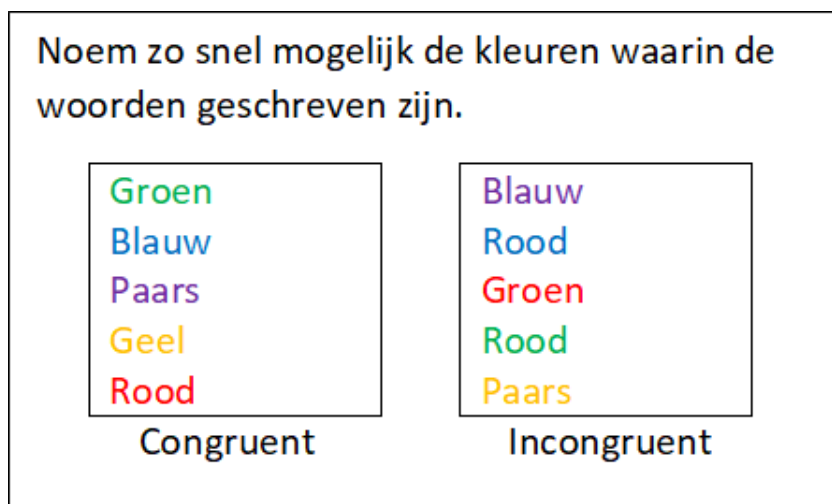 Noem zo snel mogelijk de kleuren waarin de
woorden geschreven zijn.
Groen
Blauw
Paars
Geel
Rood
Congruent
Blauw
Rood
Groen
Rood
Paars
Incongruent